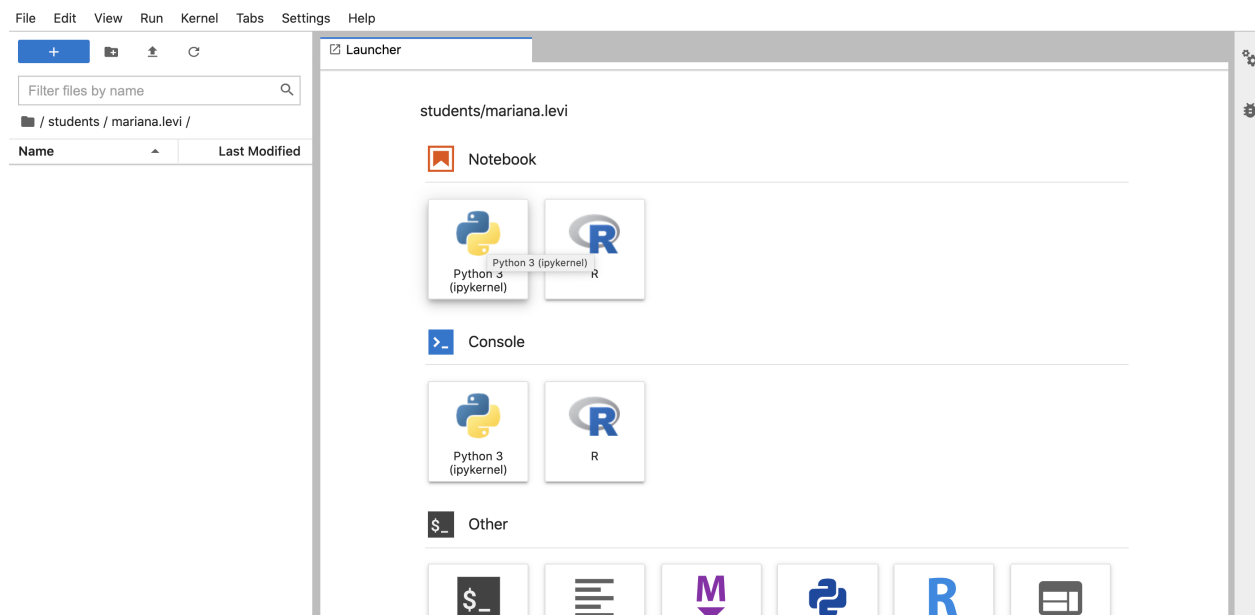 File Edit View Run Kernel Tabs Settings Help
+
Filter files by name
/ students / mariana.levi /
Name Last Modified
Launcher
students/mariana.levi
Notebook
Python 3
(ipykernel)
R
Python 3 (ipykernel)
Console
Python 3
(ipykernel)
R
$_ Other
$_
M
R